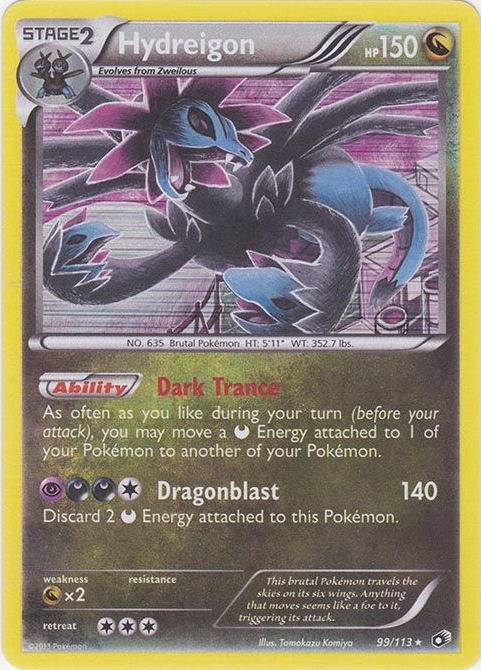 STAGE2
Hydreigon
HP150
Evolves from Zweilous
NO. 635 Brutal Pokémon HT: 5'11" WT: 352.7 lbs.
Ability Dark Trance
As often as you like during your turn (before your
attack), you may move a Energy attached to 1 of
your Pokémon to another of your Pokémon.
Dragonblast 140
Discard 2 Energy attached to this Pokémon.
weakness resistance
×2
This brutal Pokémon travels the
skies on its six wings. Anything
that moves seems like a foe to it,
triggering its attack.
retreat
©2013 Pokémon
Illus. Tomokazu Komiya
99/113